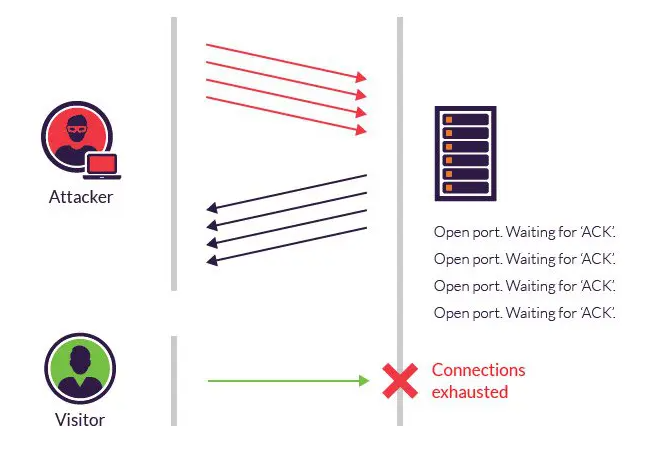 Attacker
Open port. Waiting for ‘ACK’.
Open port. Waiting for ‘ACK’.
Open port. Waiting for ‘ACK’.
Open port. Waiting for ‘ACK’.
Visitor
Connections
exhausted